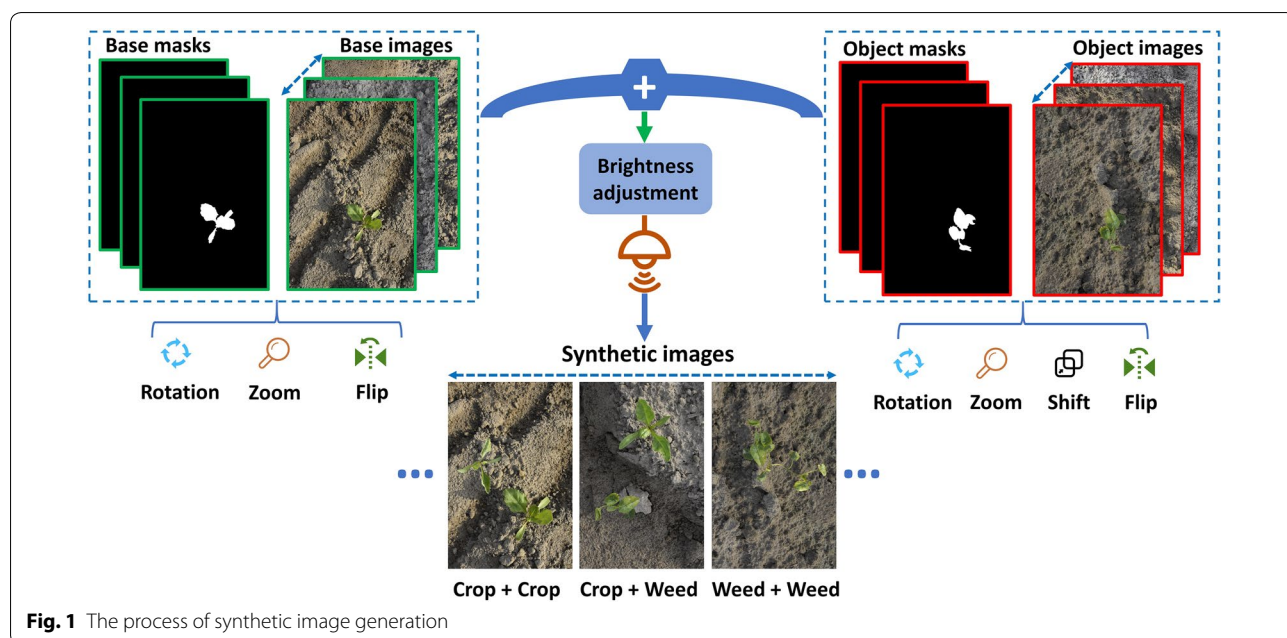 Base masks
Base images
Object masks
Object images
Brightness
adjustment
Rotation
Zoom
Flip
Rotation
Zoom
Shift
Flip
Synthetic images
Crop + Crop
Crop + Weed
Weed + Weed
Fig. 1 The process of synthetic image generation